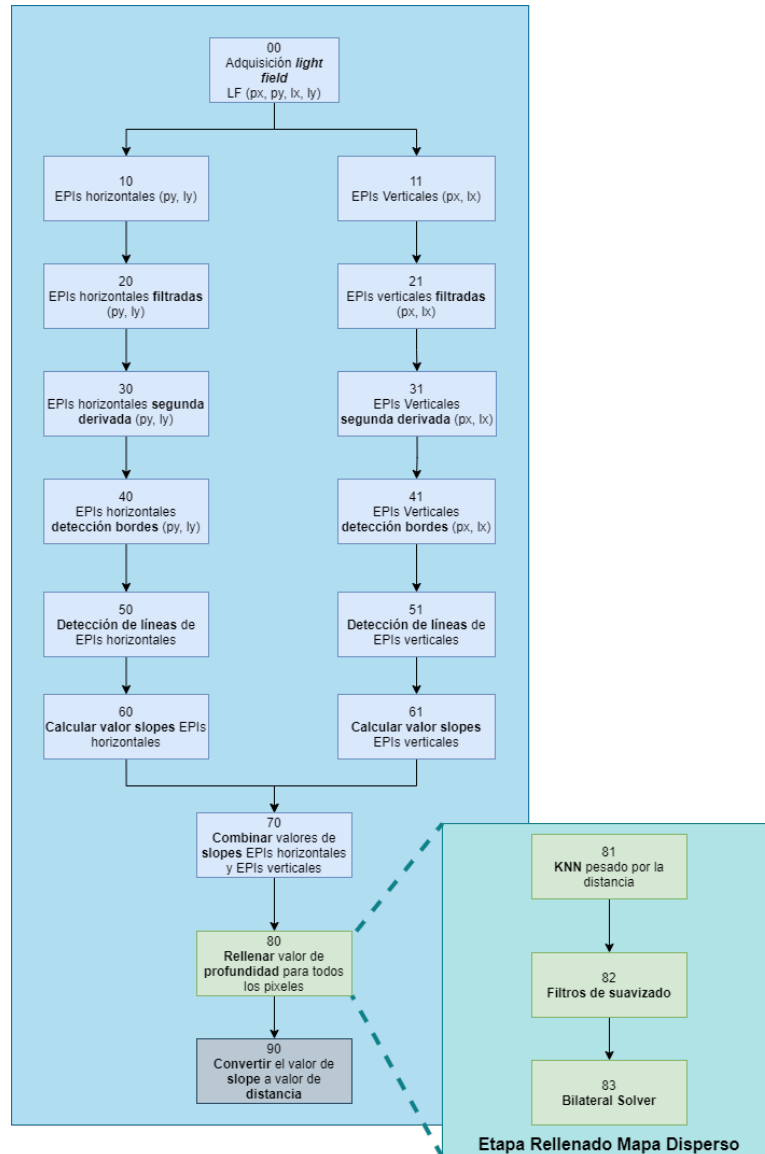 00
Adquisición light
field
LF (px, py, lx, ly)
10
EPIs horizontales (py, ly)
11
EPIs Verticales (px, lx)
20
EPIs horizontales filtradas
(py, ly)
21
EPIs verticales filtradas
(px, lx)
30
EPIs horizontales segunda
derivada (py, ly)
31
EPIs Verticales
segunda derivada (px, lx)
40
EPIs horizontales
detección bordes (py, ly)
41
EPIs Verticales
detección bordes (px, lx)
50
Detección de líneas de
EPIs horizontales
51
Detección de líneas de
EPIs verticales
60
Calcular valor slopes EPIs
horizontales
61
Calcular valor slopes
EPIs verticales
70
Combinar valores de
slopes EPIs horizontales
y EPIs verticales
80
Rellenar valor de
profundidad para todos
los pixeles
90
Convertir el valor de
slope a valor de
distancia
81
KNN pesado por la
distancia
82
Filtros de suavizado
83
Bilateral Solver
Etapa Rellenado Mapa Disperso